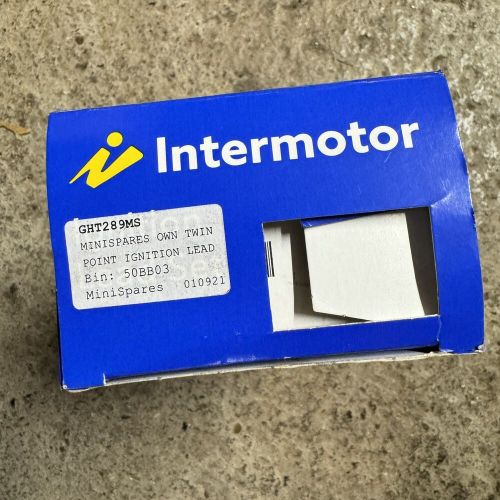 Intermotor
GHT289MS
MINISPARES OWN TWIN
POINT IGNITION LEAD
Bin: 50BB03
MiniSpares 010921